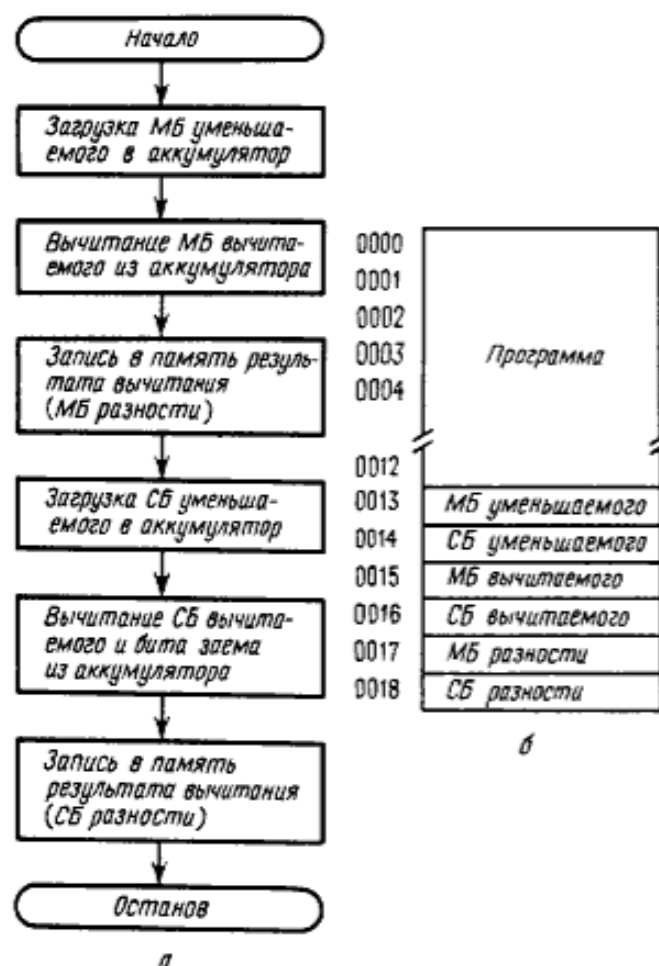 Начало
Загрузка МБ уменьша-
емого в аккумулятор
Вычитание МБ вычита-
емого из аккумулятора
Запись в память резуль-
тата вычитания
(МБ разности)
Загрузка СБ уменьша-
емого в аккумулятор
Вычитание СБ вычита-
емого и бита заема
из аккумулятора
Запись в память
результата вычитания
(СБ разности)
Останов
а
0000
0001
0002
0003
0004
Программа
0012
0013 МБ уменьшаемого
0014 СБ уменьшаемого
0015 МБ вычитаемого
0016 СБ вычитаемого
0017 МБ разности
0018 СБ разности
б